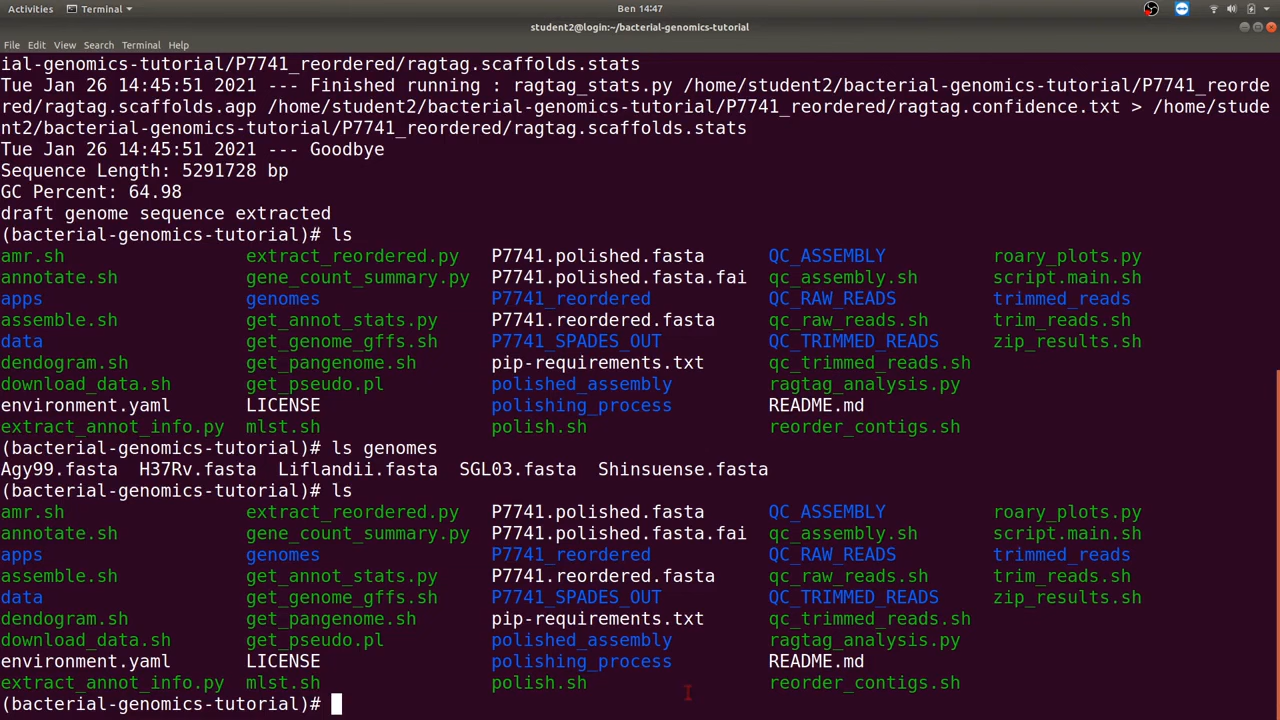 Activities Terminal Ben 14:47
student2@login:~/bacterial-genomics-tutorial
File Edit View Search Terminal Help
ial-genomics-tutorial/P7741_reordered/ragtag.scaffolds.stats
Tue Jan 26 14:45:51 2021 --- Finished running : ragtag_stats.py /home/student2/bacterial-genomics-tutorial/P7741_reorde
red/ragtag.scaffolds.agp /home/student2/bacterial-genomics-tutorial/P7741_reordered/ragtag.confidence.txt > /home/stude
nt2/bacterial-genomics-tutorial/P7741_reordered/ragtag.scaffolds.stats
Tue Jan 26 14:45:51 2021 --- Goodbye
Sequence Length: 5291728 bp
GC Percent: 64.98
draft genome sequence extracted
(bacterial-genomics-tutorial)# ls
amr.sh extract_reordered.py P7741.polished.fasta QC_ASSEMBLY roary_plots.py
annotate.sh gene_count_summary.py P7741.polished.fasta.fai qc_assembly.sh script.main.sh
apps genomes P7741_reordered QC_RAW_READS trimmed_reads
assemble.sh get_annot_stats.py P7741.reordered.fasta qc_raw_reads.sh trim_reads.sh
data get_genome_gffs.sh P7741_SPADES_OUT QC_TRIMMED_READS zip_results.sh
dendogram.sh get_pangenome.sh pip-requirements.txt qc_trimmed_reads.sh
download_data.sh get_pseudo.pl polished_assembly ragtag_analysis.py
environment.yaml LICENSE polishing_process README.md
extract_annot_info.py mlst.sh polish.sh reorder_contigs.sh
(bacterial-genomics-tutorial)# ls genomes
Agy99.fasta H37Rv.fasta Liflandii.fasta SGL03.fasta Shinsuense.fasta
(bacterial-genomics-tutorial)# ls
amr.sh extract_reordered.py P7741.polished.fasta QC_ASSEMBLY roary_plots.py
annotate.sh gene_count_summary.py P7741.polished.fasta.fai qc_assembly.sh script.main.sh
apps genomes P7741_reordered QC_RAW_READS trimmed_reads
assemble.sh get_annot_stats.py P7741.reordered.fasta qc_raw_reads.sh trim_reads.sh
data get_genome_gffs.sh P7741_SPADES_OUT QC_TRIMMED_READS zip_results.sh
dendogram.sh get_pangenome.sh pip-requirements.txt qc_trimmed_reads.sh
download_data.sh get_pseudo.pl polished_assembly ragtag_analysis.py
environment.yaml LICENSE polishing_process README.md
extract_annot_info.py mlst.sh polish.sh reorder_contigs.sh
(bacterial-genomics-tutorial)#